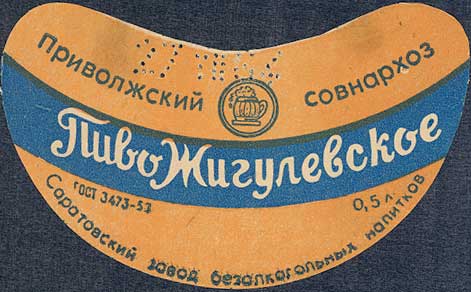 Приволжский совнархоз
Пиво Жигулевское
ГОСТ 3473-53
0,5 л.
Саратовский завод безалкогольных напитков